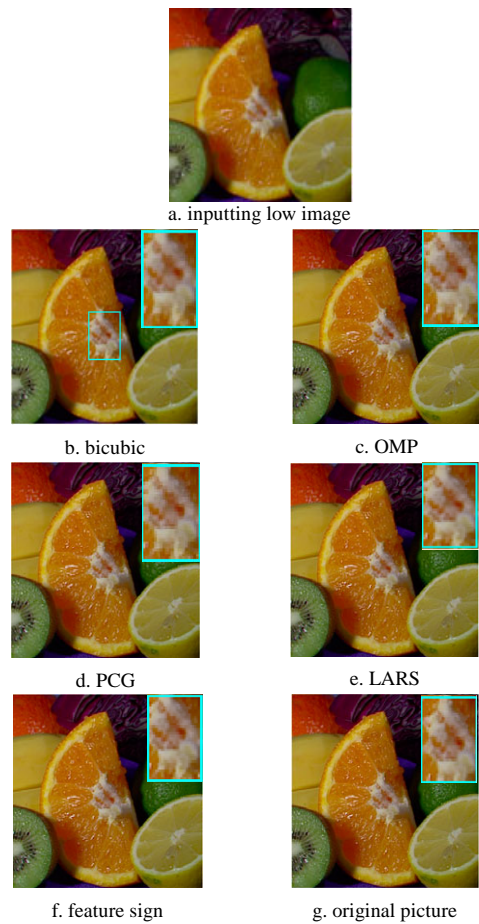 a. inputting low image
b. bicubic
c. OMP
d. PCG
e. LARS
f. feature sign
g. original picture